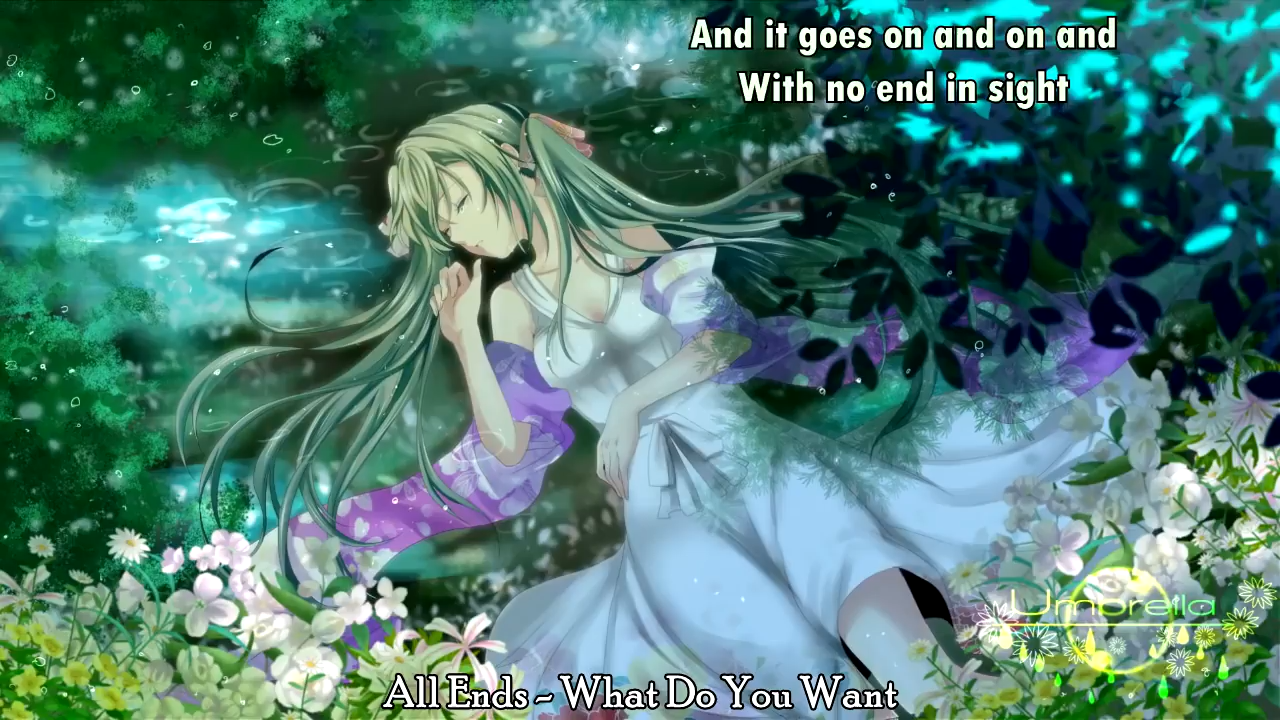 And it goes on and on and
With no end in sight
Umbrella
All Ends - What Do You Want